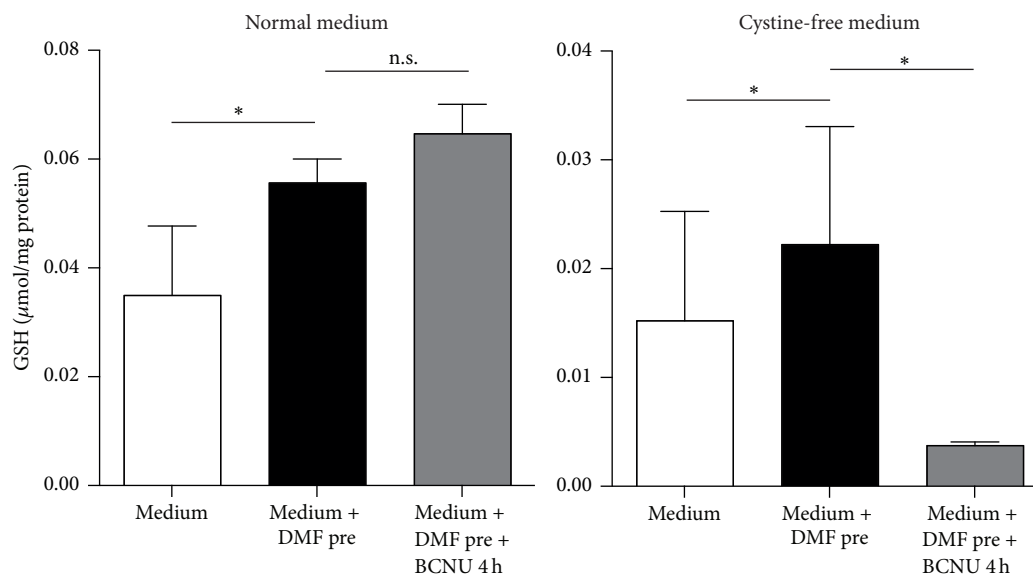 Normal medium
GSH (µmol/mg protein)
0.08
0.06
0.04
0.02
0.00
*
n.s.
Medium
Medium +
DMF pre
Medium +
DMF pre +
BCNU 4 h
Cystine-free medium
0.04
0.03
0.02
0.01
0.00
*
*
Medium
Medium +
DMF pre
Medium +
DMF pre +
BCNU 4 h